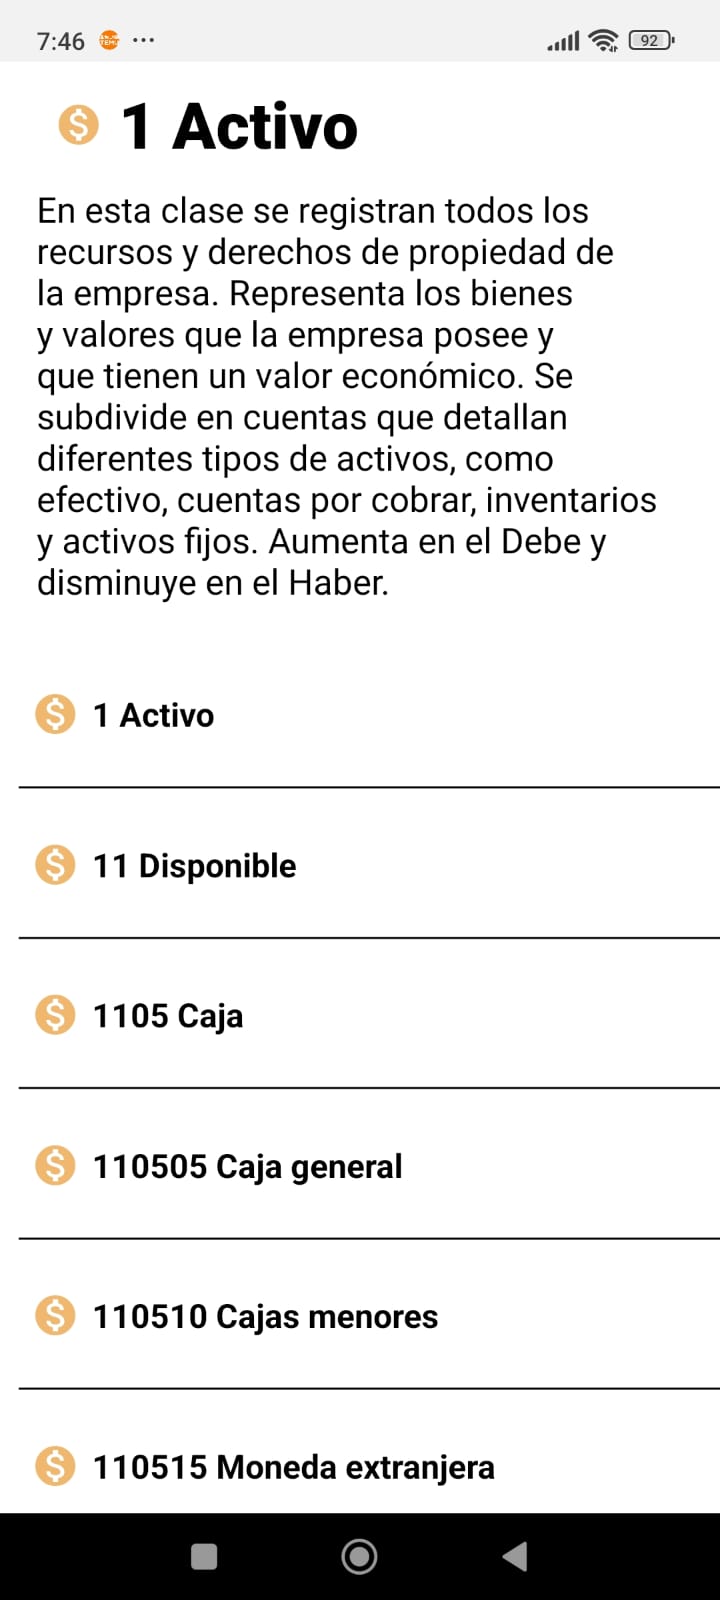 7:46
92
1 Activo
En esta clase se registran todos los
recursos y derechos de propiedad de
la empresa. Representa los bienes
y valores que la empresa posee y
que tienen un valor económico. Se
subdivide en cuentas que detallan
diferentes tipos de activos, como
efectivo, cuentas por cobrar, inventarios
y activos fijos. Aumenta en el Debe y
disminuye en el Haber.
1 Activo
11 Disponible
1105 Caja
110505 Caja general
110510 Cajas menores
110515 Moneda extranjera